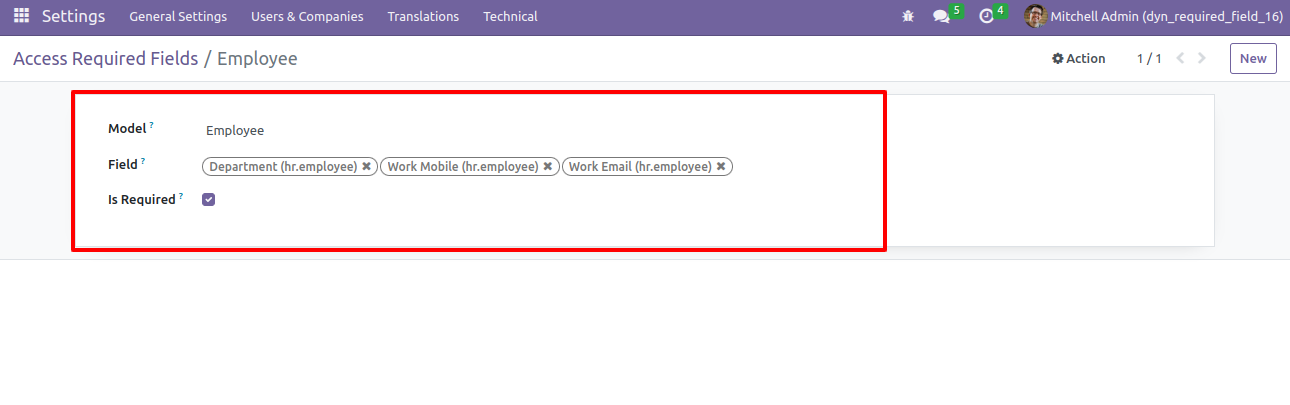 Settings General Settings Users & Companies Translations Technical 5 4 Mitchell Admin (dyn_required_field_16)
Access Required Fields / Employee Action 1 / 1 New
Model ? Employee
Field ? Department (hr.employee) ✖ Work Mobile (hr.employee) ✖ Work Email (hr.employee) ✖
Is Required ?